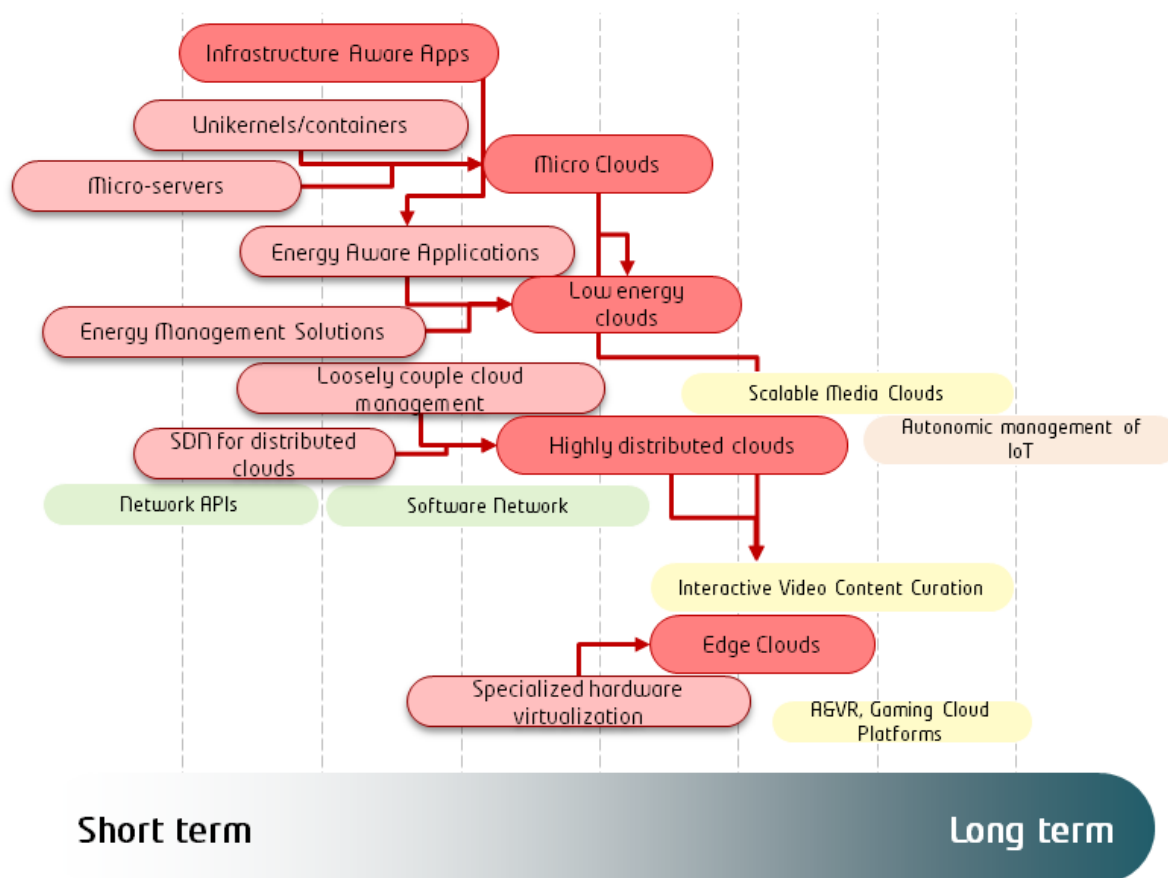 Infrastructure Aware Apps
Unikernels/containers
Micro Clouds
Micro-servers
Energy Aware Applications
Low energy
clouds
Energy Management Solutions
Loosely couple cloud
management
Scalable Media Clouds
SDN for distributed
clouds
Highly distributed clouds
Autonomic management of
IoT
Network APIs
Software Network
Interactive Video Content Curation
Edge Clouds
Specialized hardware
virtualization
A&VR, Gaming Cloud
Platforms
Short term
Long term